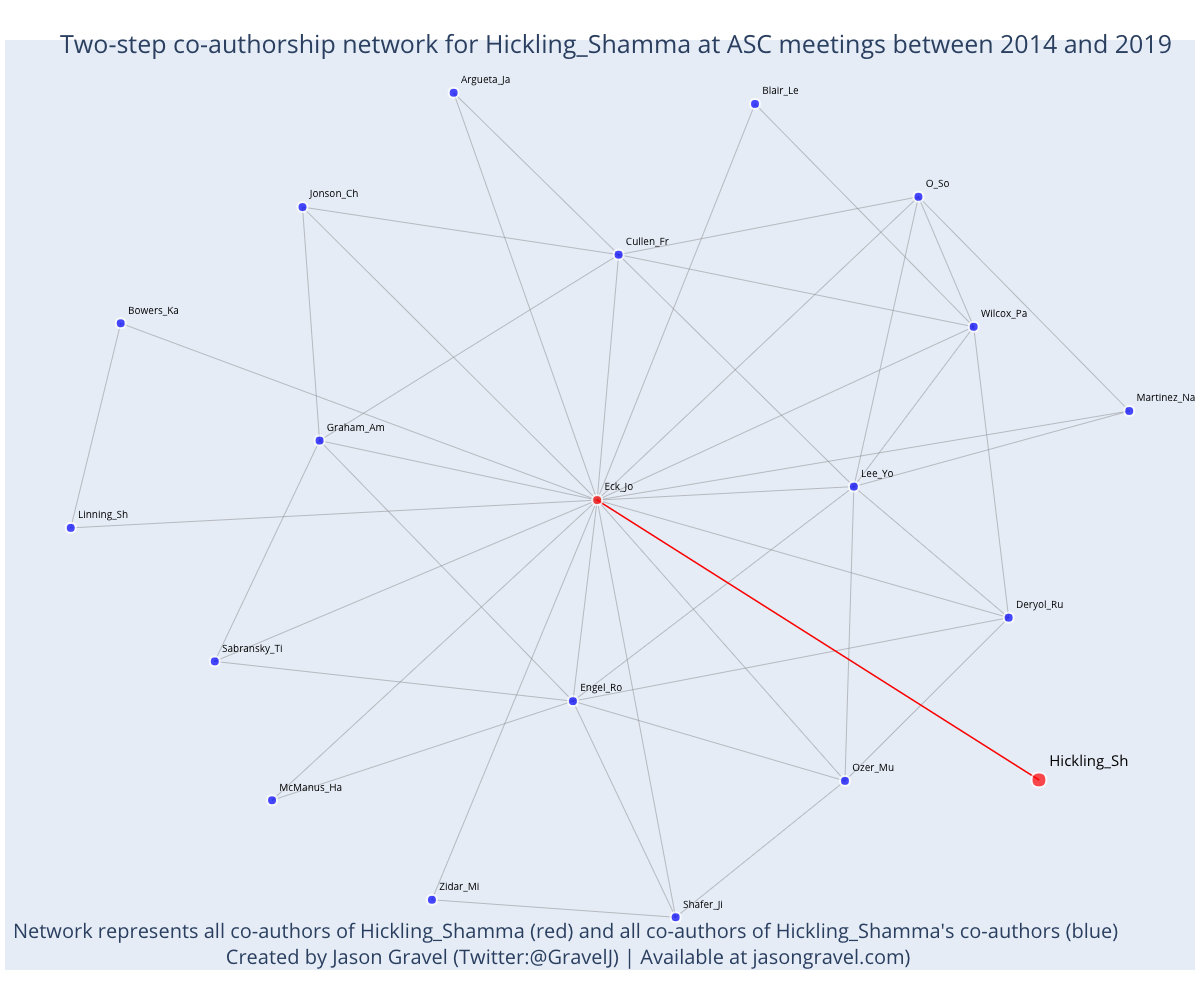 Two-step co-authorship network for Hickling_Shamma at ASC meetings between 2014 and 2019
Argueta_Ja
Blair_Le
O_So
Jonson_Ch
Cullen_Fr
Bowers_Ka
Wilcox_Pa
Martinez_Na
Graham_Am
Lee_Yo
Eck_Jo
Linning_Sh
Deryol_Ru
Sabransky_Ti
Engel_Ro
Hickling_Sh
Ozer_Mu
McManus_Ha
Zidar_Mi
Shafer_Ji
Network represents all co-authors of Hickling_Shamma (red) and all co-authors of Hickling_Shamma's co-authors (blue)
Created by Jason Gravel (Twitter:@GravelJ) | Available at jasongravel.com)